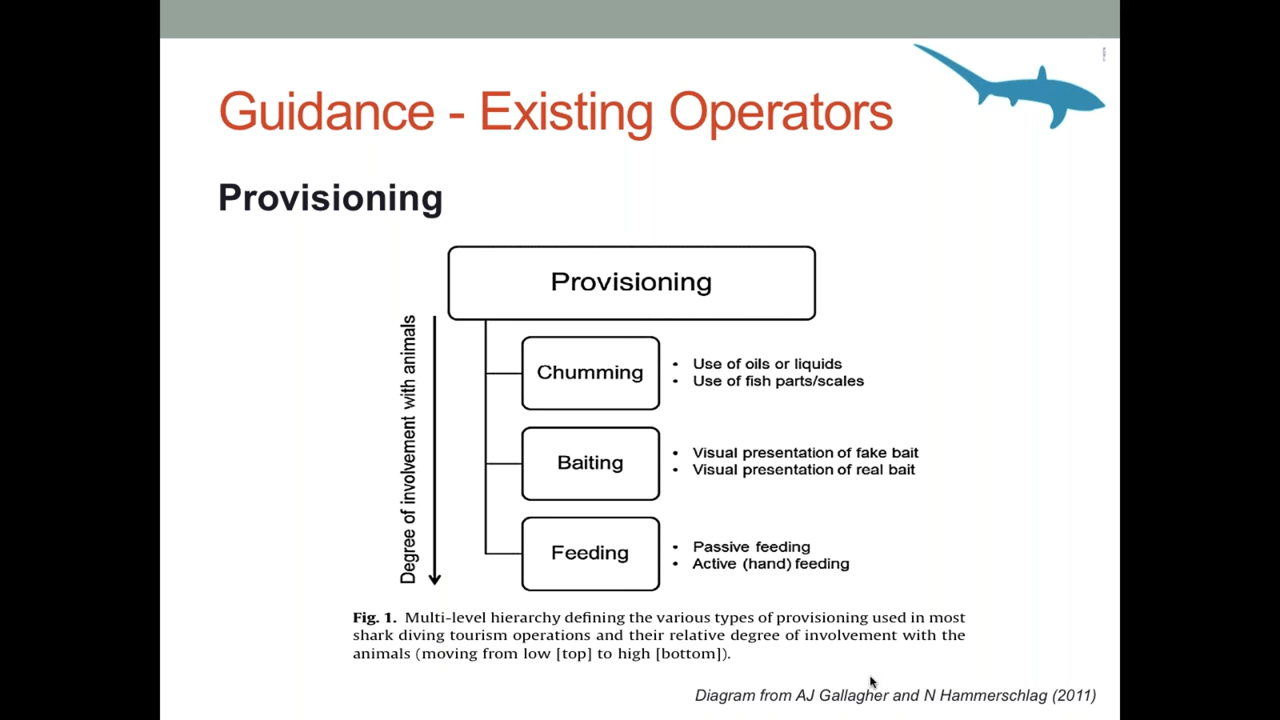 Guidance - Existing Operators
Provisioning
Provisioning
Degree of involvement with animals
Chumming
• Use of oils or liquids
• Use of fish parts/scales
Baiting
• Visual presentation of fake bait
• Visual presentation of real bait
Feeding
• Passive feeding
• Active (hand) feeding
Fig. 1. Multi-level hierarchy defining the various types of provisioning used in most
shark diving tourism operations and their relative degree of involvement with the
animals (moving from low [top] to high [bottom]).
Diagram from AJ Gallagher and N Hammerschlag (2011)